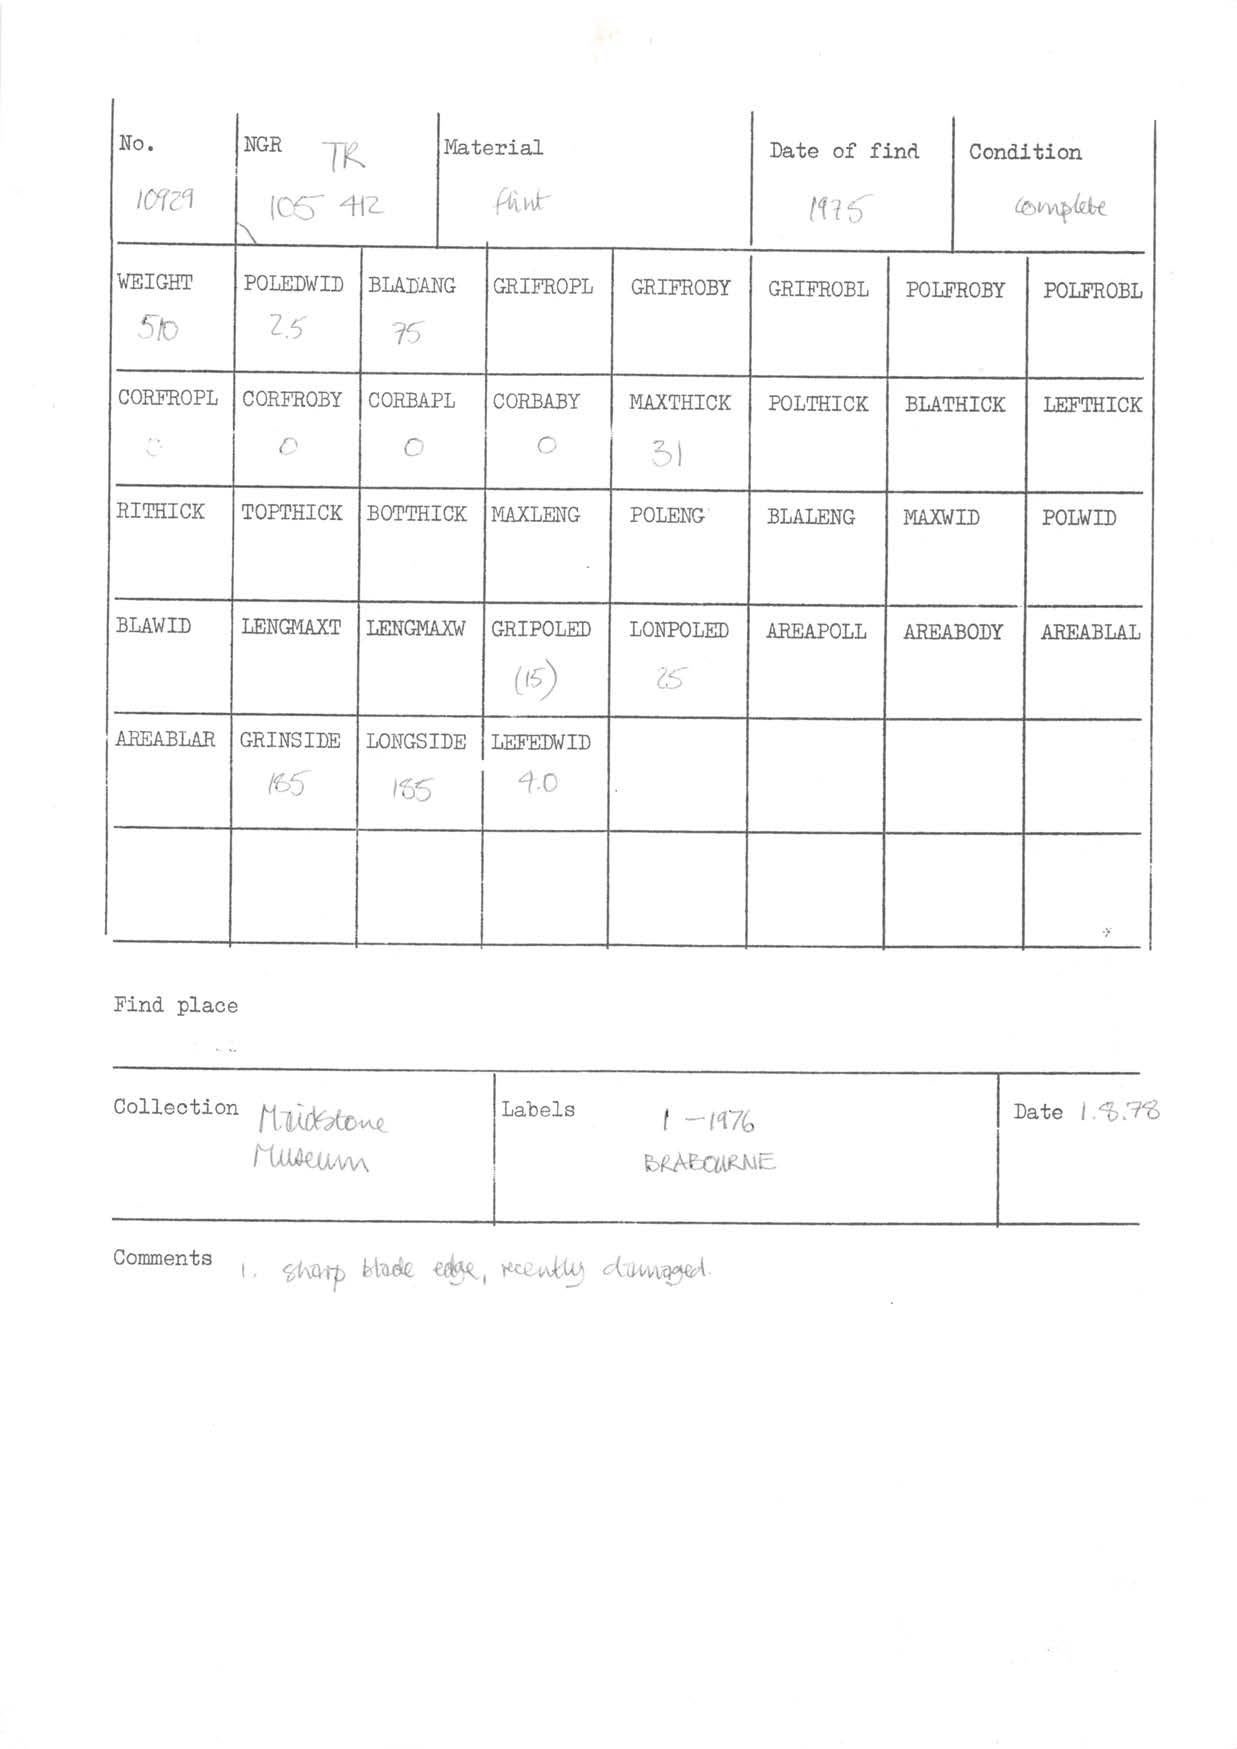 No. NGR TR Material Date of find Condition
10929 105 412 flint 1975 complete
WEIGHT POLEDWID BLADANG GRIFROPL GRIFROBY GRIFROBL POLFROBY POLFROBL
510 2.5 75
CORFROPL CORFROBY CORBAPL CORBABY MAXTHICK POLTHICK BLATHICK LEFTHICK
0 0 0 0 31
RITHICK TOPTHICK BOTTHICK MAXLENG POLENG BLALENG MAXWID POLWID
BLAWID LENGMAXT LENGMAXW GRIPOLED LONPOLED AREAPOLL AREABODY AREABLAL
(15) 25
AREABLAR GRINSIDE LONGSIDE LEFEDWID
185 185 4.0
Find place
Collection Maidstone Labels 1 - 1976 Date 1.8.78
Museum BRABOURNE
Comments 1. sharp blade edge, recently damaged.